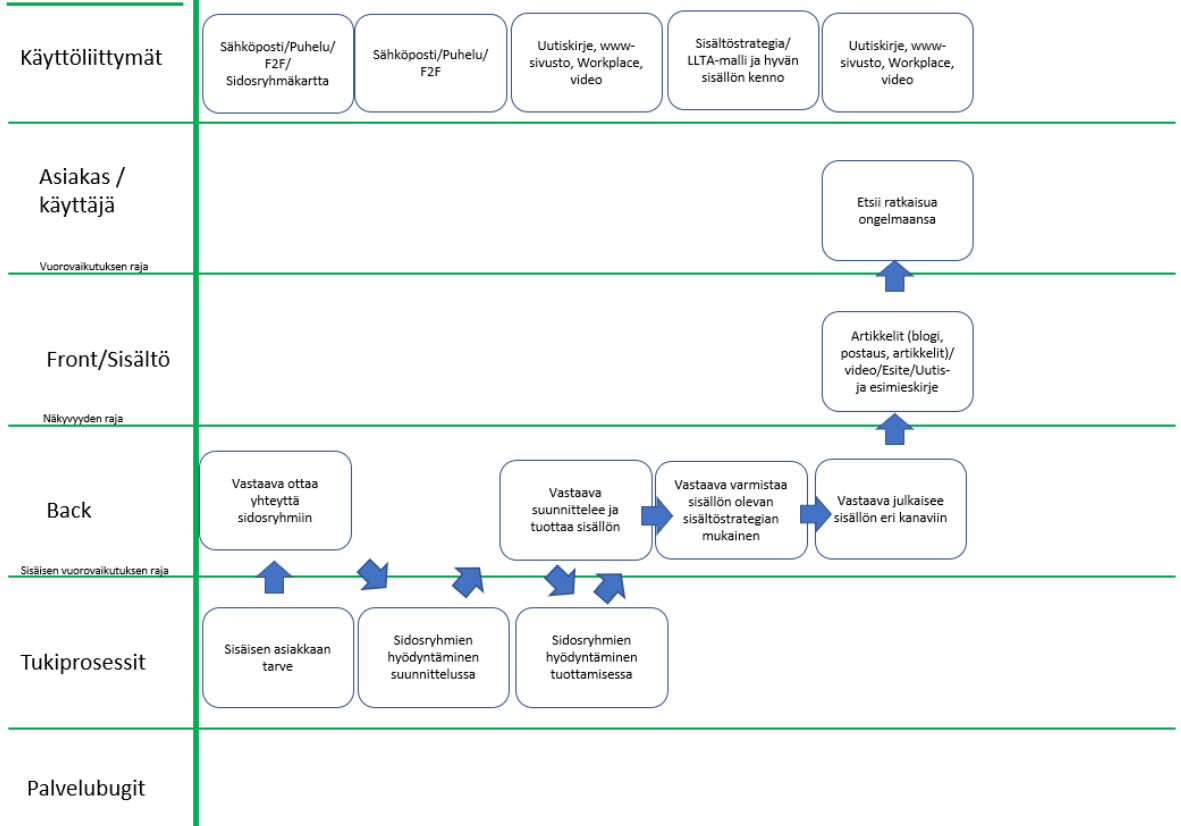 Käyttöliittymät
Sähköposti/Puhelu/
F2F/
Sidosryhmäkartta
Sähköposti/Puhelu/
F2F
Uutiskirje, www-
sivusto, Workplace,
video
Sisältöstrategia/
LLTA-malli ja hyvän
sisällön kenno
Uutiskirje, www-
sivusto, Workplace,
video
Asiakas /
käyttäjä
Etsii ratkaisua
ongelmaansa
Vuorovaikutuksen raja
Front/Sisältö
Artikkelit (blogi,
postaus, artikkelit)/
video/Esite/Uutis-
ja esimieskirje
Näkyvyyden raja
Back
Vastaava ottaa
yhteyttä
sidosryhmiin
Vastaava
suunnittelee ja
tuottaa sisällön
Vastaava varmistaa
sisällön olevan
sisältöstrategian
mukainen
Vastaava julkaisee
sisällön eri kanaviin
Sisäisen vuorovaikutuksen raja
Tukiprosessit
Sisäisen asiakkaan
tarve
Sidosryhmien
hyödyntäminen
suunnittelussa
Sidosryhmien
hyödyntäminen
tuottamisessa
Palvelubugit